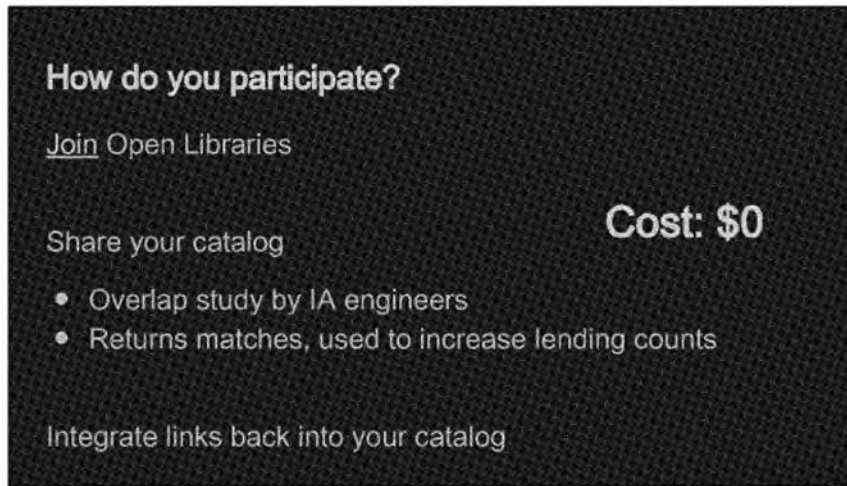 How do you participate?
Join Open Libraries
Cost: $0
Share your catalog
● Overlap study by IA engineers
● Returns matches, used to increase lending counts
Integrate links back into your catalog